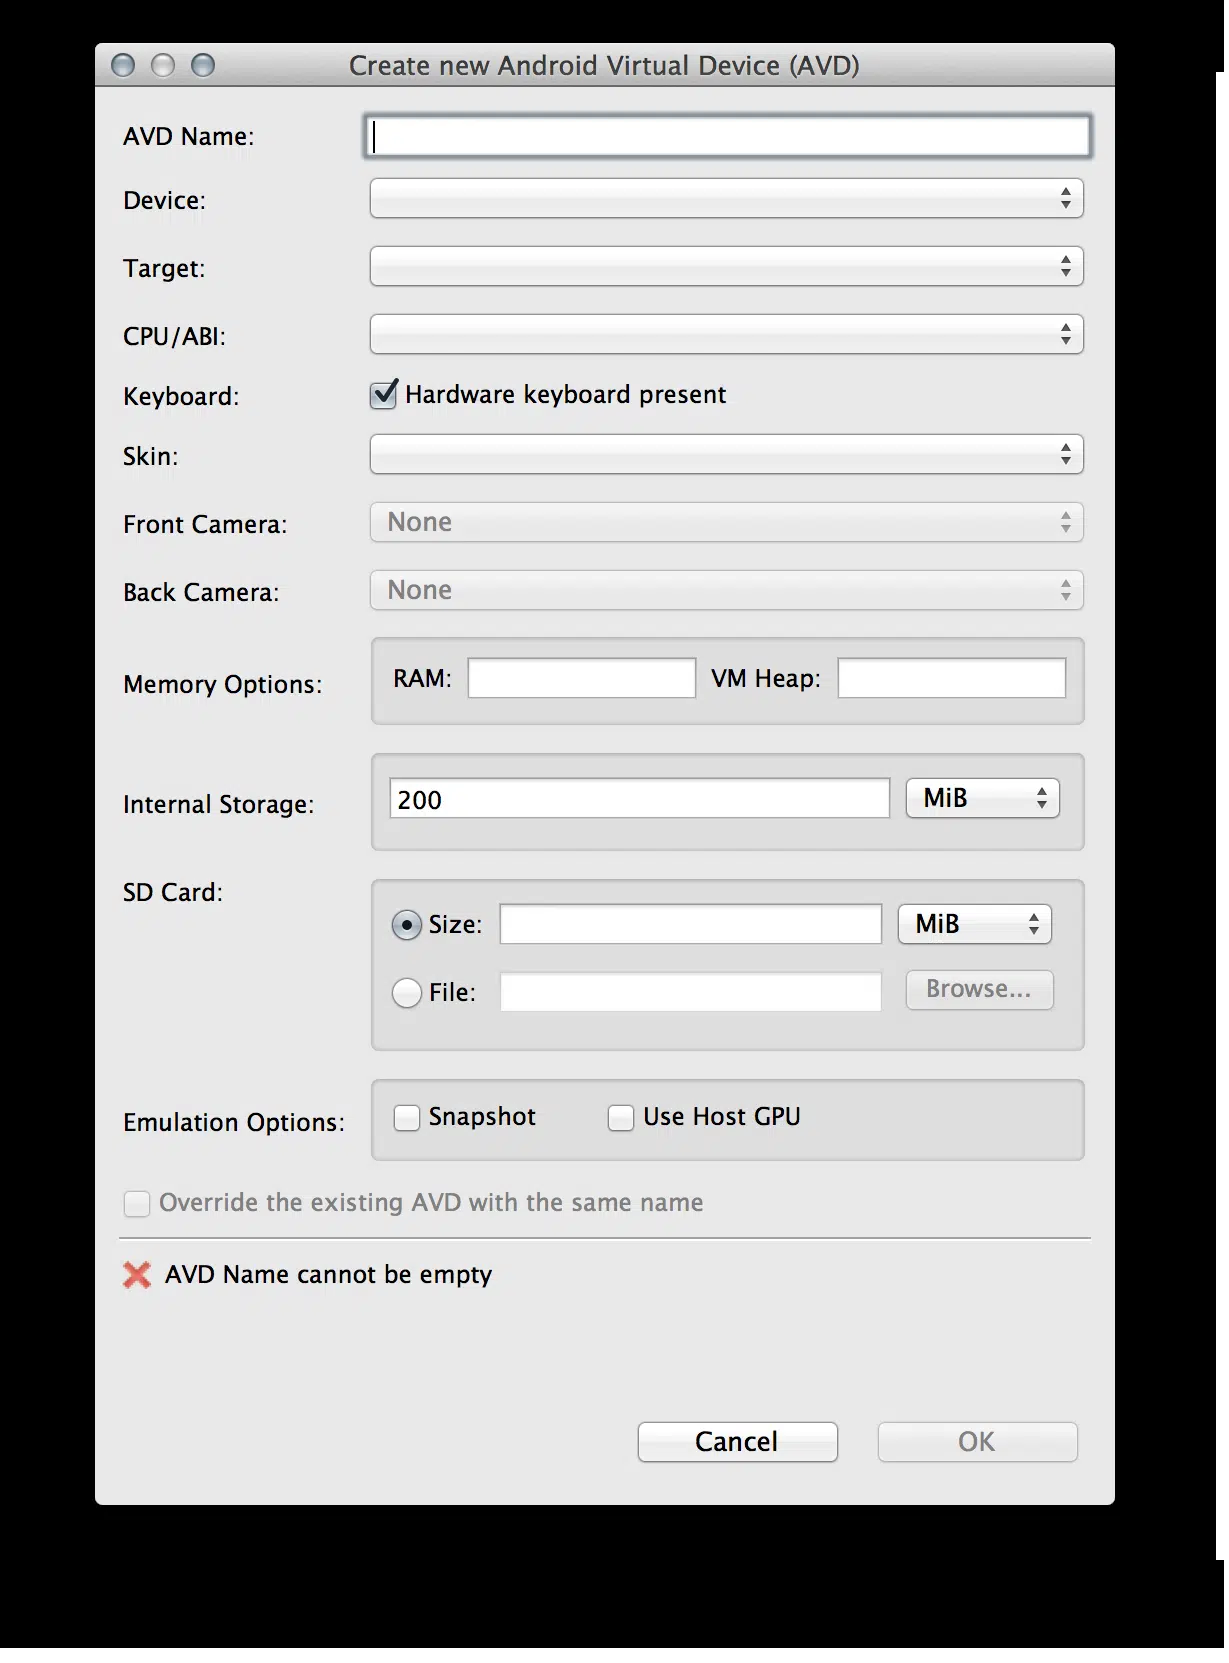 Create new Android Virtual Device (AVD)
AVD Name:
Device:
Target:
CPU/ABI:
Keyboard: Hardware keyboard present
Skin:
Front Camera: None
Back Camera: None
Memory Options: RAM: VM Heap:
Internal Storage: 200 MiB
SD Card:
Size: MiB
File: Browse...
Emulation Options: Snapshot Use Host GPU
Override the existing AVD with the same name
AVD Name cannot be empty
Cancel OK